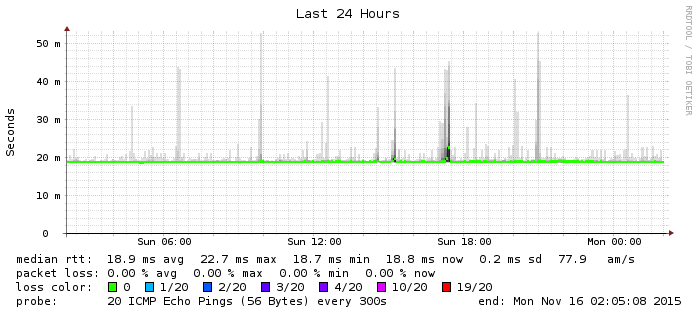 Last 24 Hours
RRDTOOL / TOBI OETIKER
Seconds
50 m
40 m
30 m
20 m
10 m
0
Sun 06:00 Sun 12:00 Sun 18:00 Mon 00:00
median rtt: 18.9 ms avg 22.7 ms max 18.7 ms min 18.8 ms now 0.2 ms sd 77.9 am/s
packet loss: 0.00 % avg 0.00 % max 0.00 % min 0.00 % now
loss color: 0 1/20 2/20 3/20 4/20 10/20 19/20
probe: 20 ICMP Echo Pings (56 Bytes) every 300s end: Mon Nov 16 02:05:08 2015